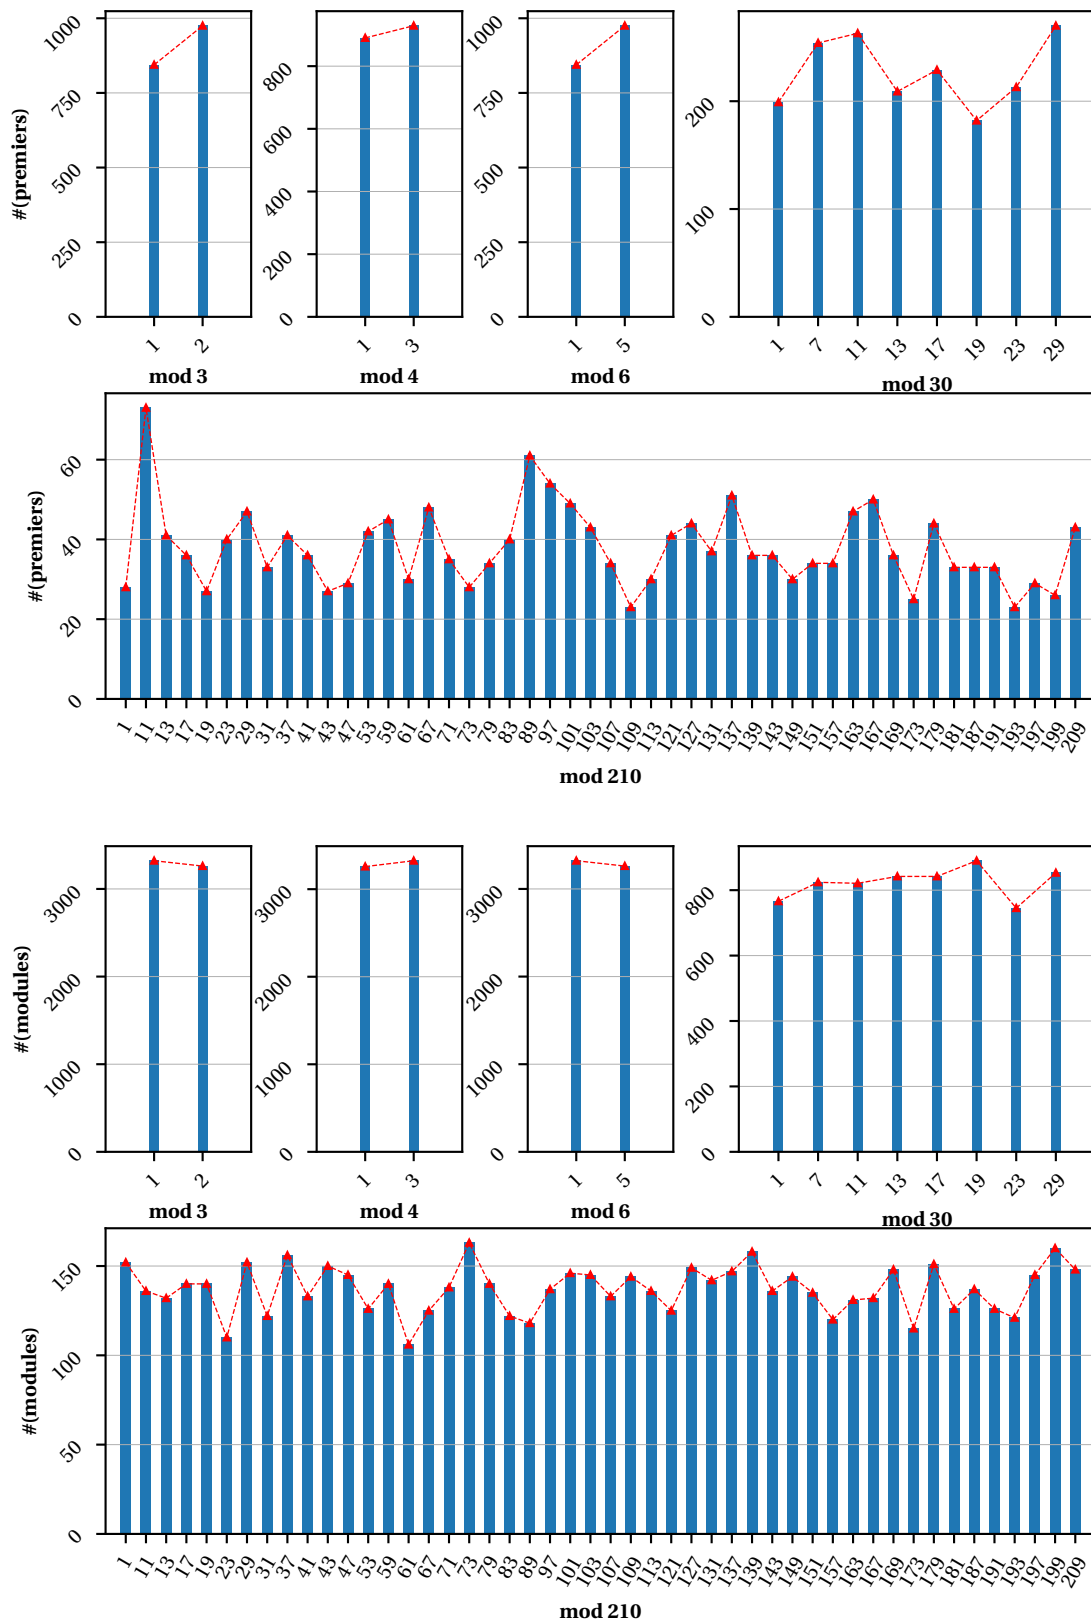 #(premiers)
0 250 500 750 1000
1 2
mod 3
0 200 400 600 800
1 3
mod 4
0 250 500 750 1000
1 5
mod 6
0 100 200
1 7 11 13 17 19 23 29
mod 30
#(premiers)
0 20 40 60
1 11 13 17 19 23 29 31 37 41 43 47 53 59 61 67 71 73 79 83 89 97 101 103 107 109 113 121 127 131 137 139 143 149 151 157 163 167 169 173 179 181 187 191 193 197 199 209
mod 210
#(modules)
0 1000 2000 3000
1 2
mod 3
0 1000 2000 3000
1 3
mod 4
0 1000 2000 3000
1 5
mod 6
0 200 400 600 800
1 7 11 13 17 19 23 29
mod 30
#(modules)
0 50 100 150
1 11 13 17 19 23 29 31 37 41 43 47 53 59 61 67 71 73 79 83 89 97 101 103 107 109 113 121 127 131 137 139 143 149 151 157 163 167 169 173 179 181 187 191 193 197 199 209
mod 210